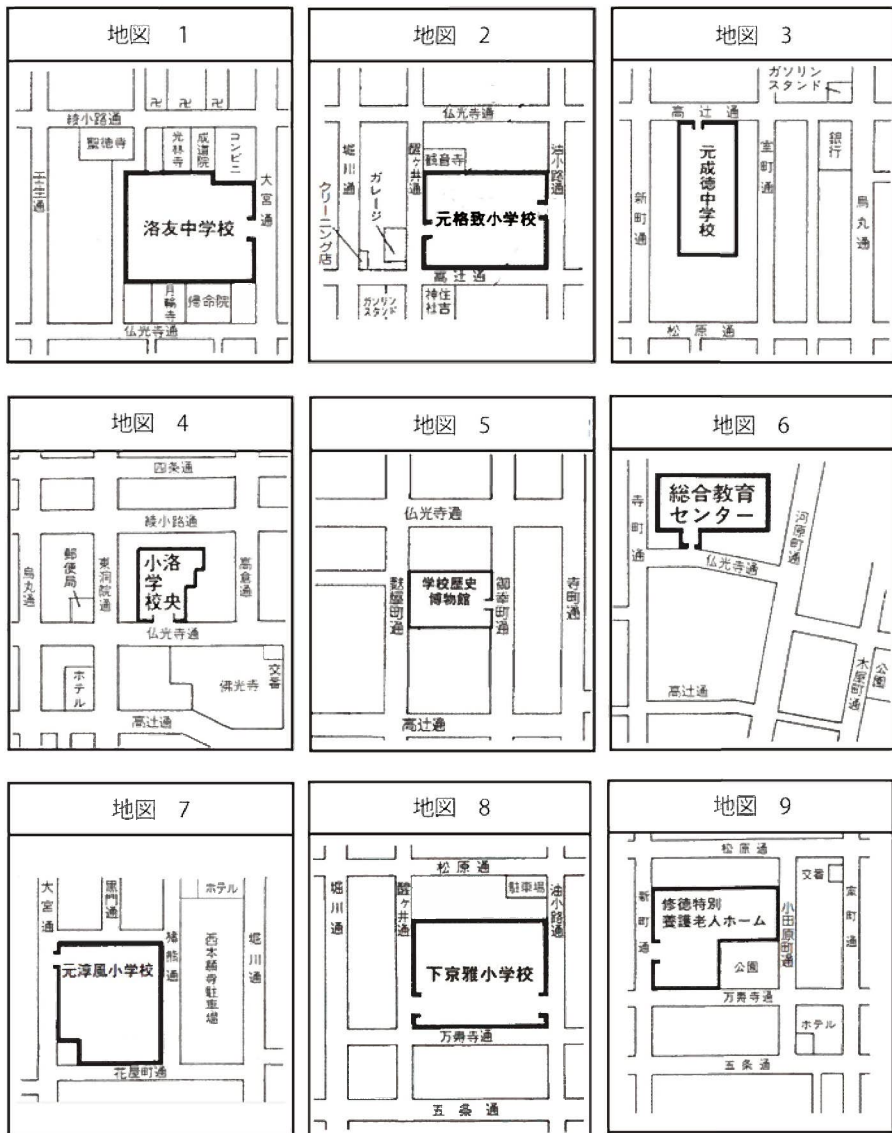 地図 1
卍 卍 卍
綾小路通
聖徳寺
光林寺
成道院
コンビニ
大宮通
壬生通
洛友中学校
月輪寺
帰命院
仏光寺通
地図 2
仏光寺通
堀川通
醒ヶ井通
油小路通
観音寺
ガレージ
クリーニング店
元格致小学校
高辻通
ガソリンスタンド
住吉神社
地図 3
ガソリン
スタンド
高辻通
元成徳中学校
室町通
銀行
新町通
烏丸通
松原通
地図 4
四条通
綾小路通
郵便局
烏丸通
東洞院通
洛央小学校
高倉通
仏光寺通
ホテル
佛光寺
交番
高辻通
地図 5
仏光寺通
麩屋町通
学校歴史
博物館
御幸町通
寺町通
高辻通
地図 6
寺町通
総合教育
センター
河原町通
仏光寺通
木屋町通
公園
高辻通
地図 7
大宮通
黒門通
ホテル
元淳風小学校
猪熊通
西本願寺駐車場
堀川通
花屋町通
地図 8
松原通
堀川通
醒ヶ井通
駐車場
油小路通
下京雅小学校
万寿寺通
五条通
地図 9
松原通
新町通
修徳特別
養護老人ホーム
小田原町通
交番
室町通
公園
万寿寺通
ホテル
五条通